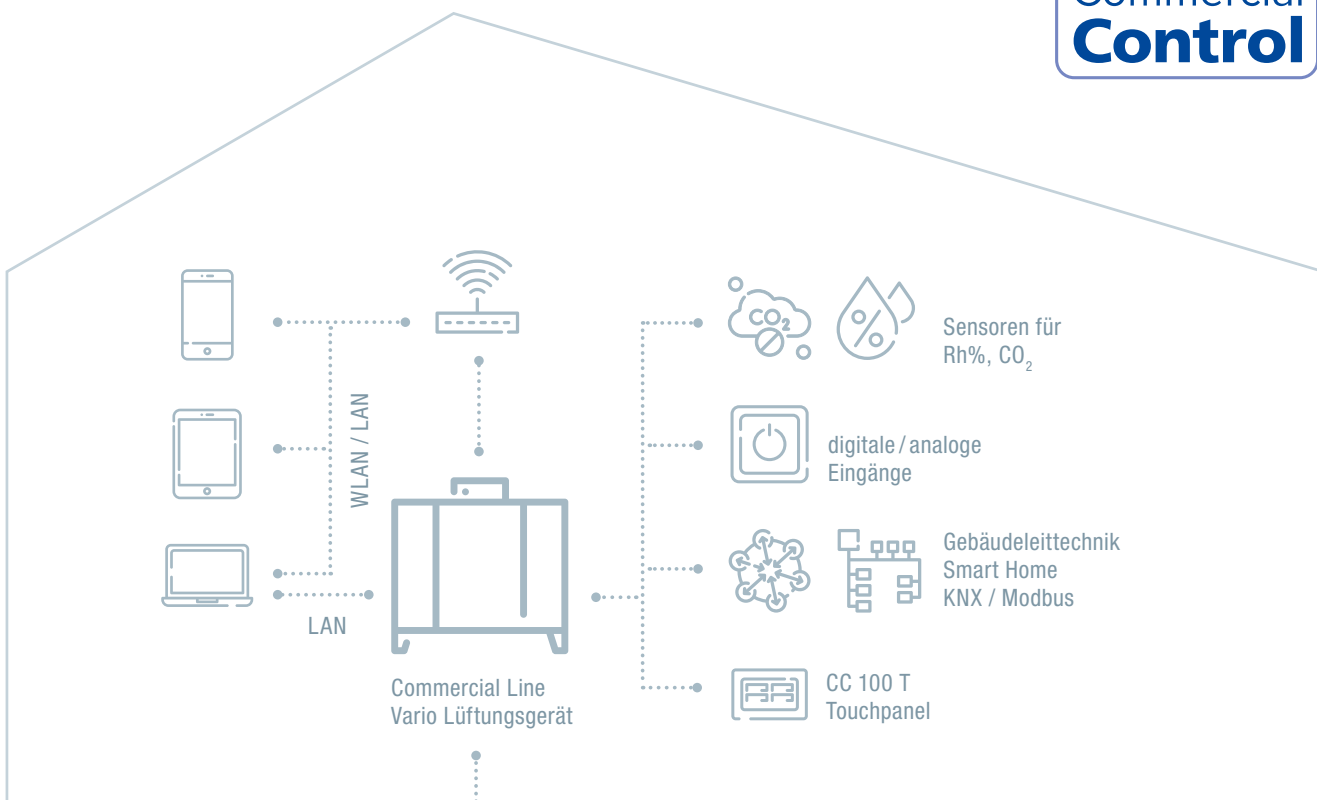 Commercial
Control
Sensoren für
Rh%, CO₂
CO₂
WLAN / LAN
digitale / analoge
Eingänge
Gebäudeleittechnik
Smart Home
KNX / Modbus
LAN
Commercial Line
Vario Lüftungsgerät
CC 100 T
Touchpanel